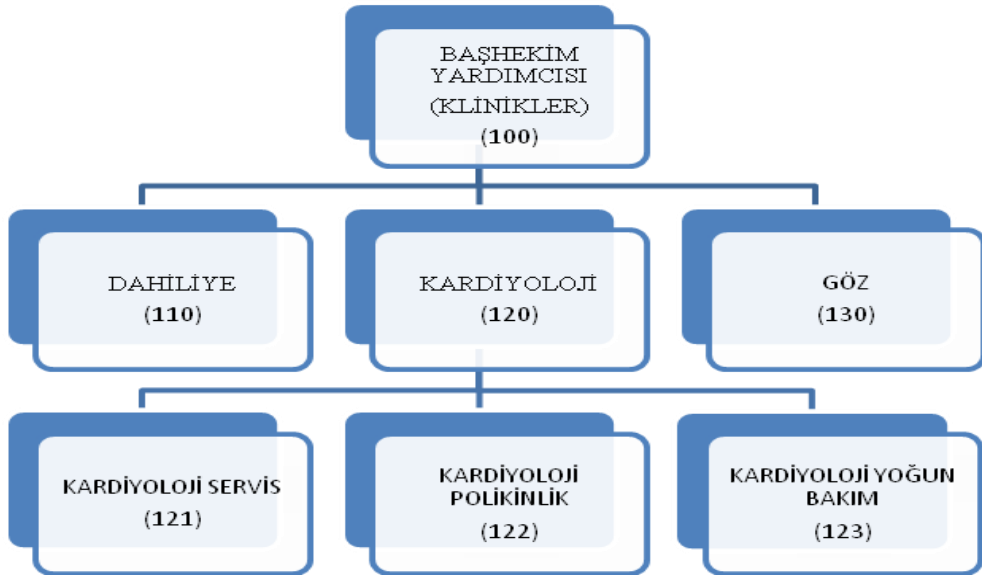 BAŞHEKİM
YARDIMCISI
(KLİNİKLER)
(100)
DAHİLİYE
(110)
KARDİYOLOJİ
(120)
GÖZ
(130)
KARDİYOLOJİ SERVİS
(121)
KARDİYOLOJİ
POLİKİNLİK
(122)
KARDİYOLOJİ YOĞUN
BAKIM
(123)